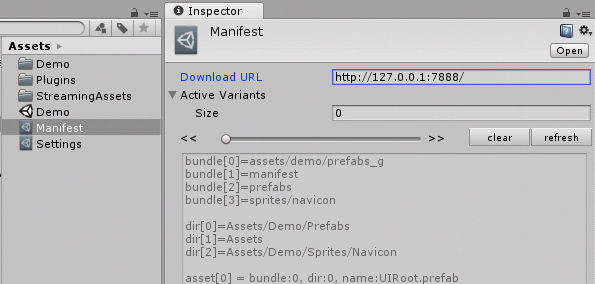 Inspector
Manifest
Open
Assets
Demo
Plugins
StreamingAssets
Demo
Manifest
Settings
Download URL http://127.0.0.1:7888/
Active Variants
Size 0
<< >> clear refresh
bundle[0]=assets/demo/prefabs_g
bundle[1]=manifest
bundle[2]=prefabs
bundle[3]=sprites/navicon
dir[0]=Assets/Demo/Prefabs
dir[1]=Assets
dir[2]=Assets/Demo/Sprites/Navicon
asset[0] = bundle:0, dir:0, name:UIRoot.prefab